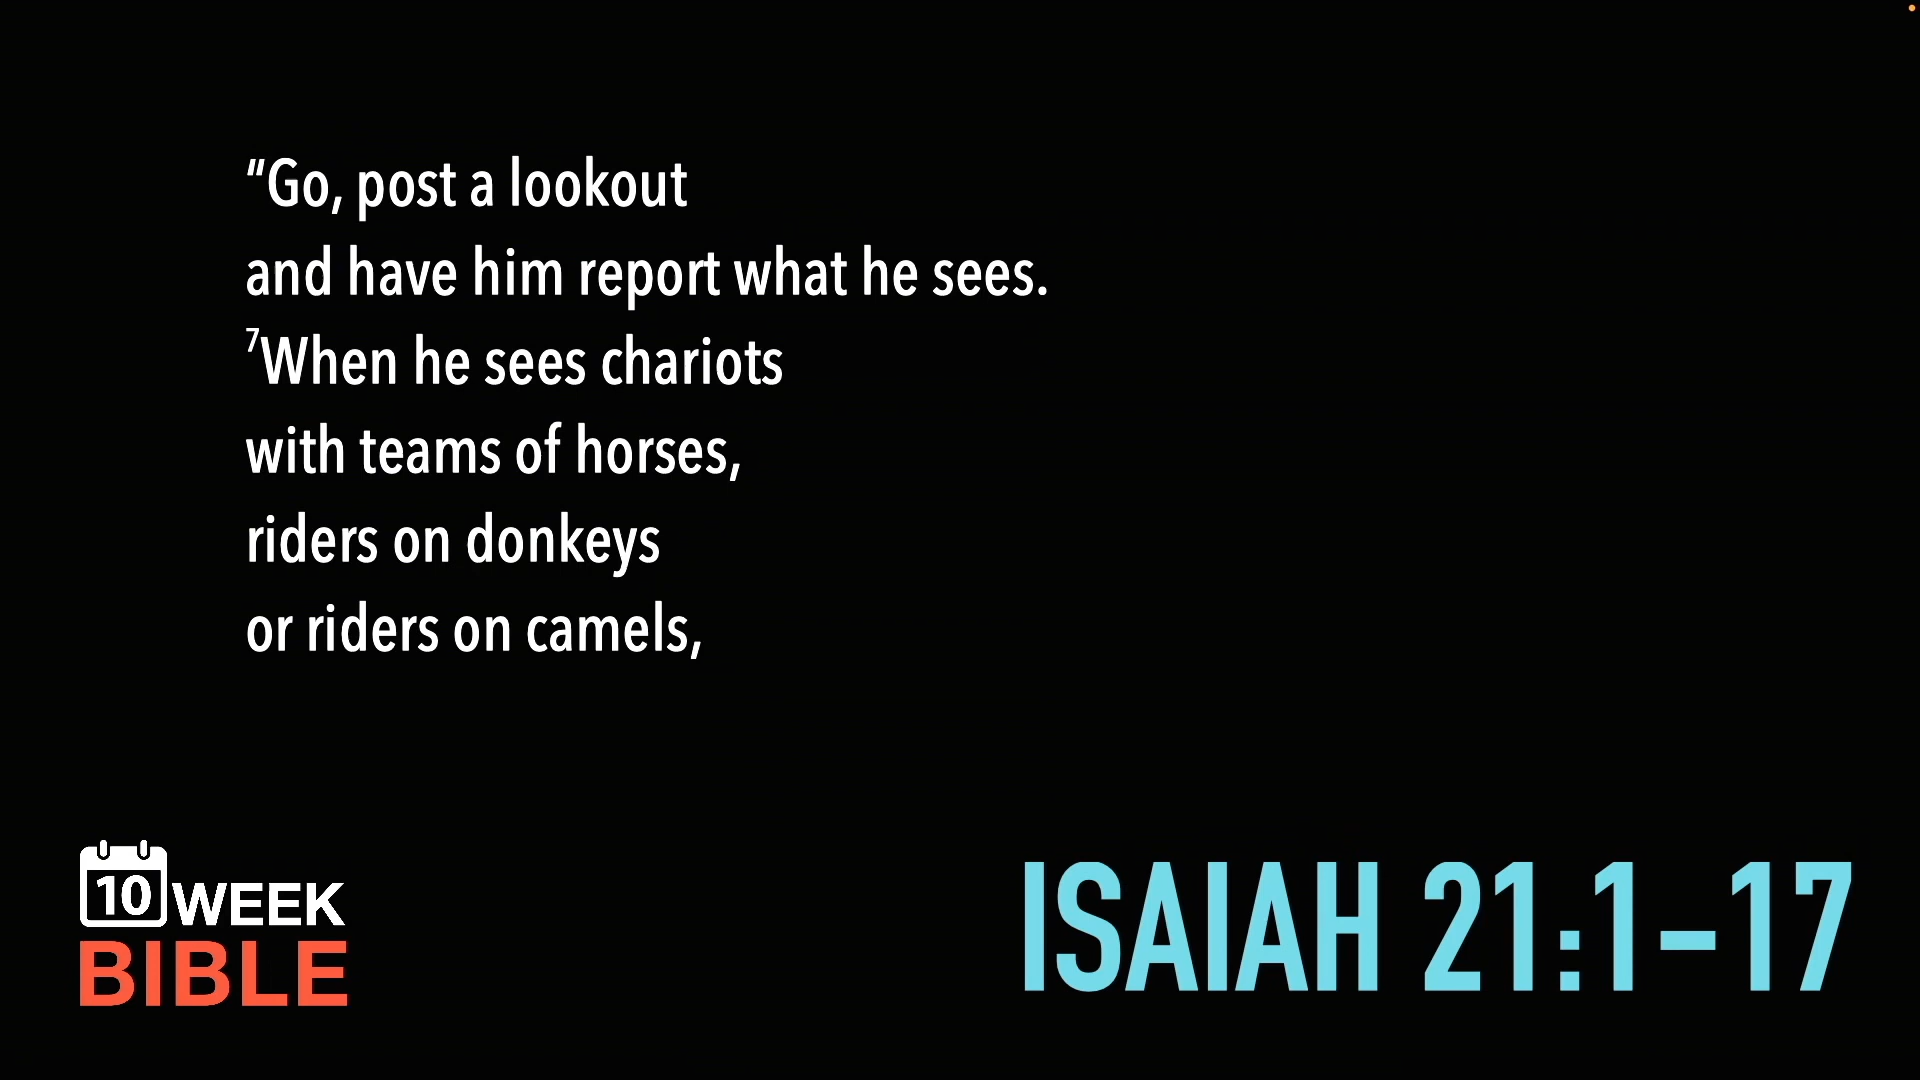 “Go, post a lookout
and have him report what he sees.
⁷When he sees chariots
with teams of horses,
riders on donkeys
or riders on camels,
10 WEEK
BIBLE
ISAIAH 21:1–17